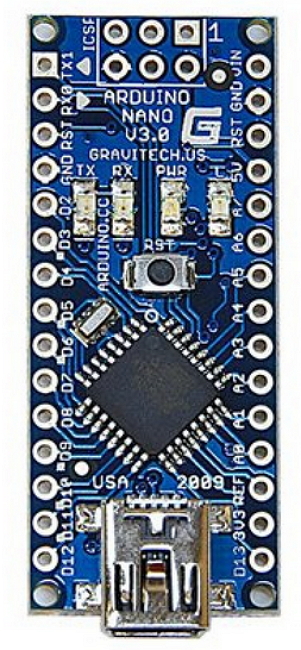 ICSP
1
TX1
RX0
RST
GND
D2
D3
D4
D5
D6
D7
D8
D9
D10
D11
D12
ARDUINO
NANO
V3.0
G
GRAVITECH.US
TX RX PWR L
ARDUINO.CC
RST
USA 2009
VIN
GND
RST
5V
A7
A6
A5
A4
A3
A2
A1
A0
REF
3V3
D13